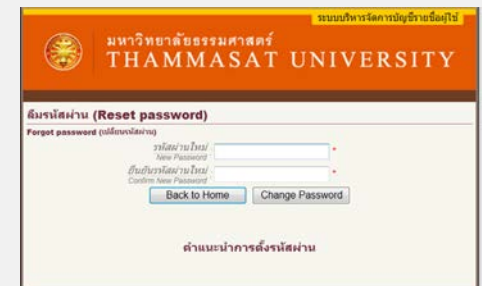 ระบบบริหารจัดการบัญชีรายชื่อผู้ใช้
มหาวิทยาลัยธรรมศาสตร์
THAMMASAT UNIVERSITY
ลืมรหัสผ่าน (Reset password)
Forgot password (เปลี่ยนรหัสผ่าน)
รหัสผ่านใหม่ : *
New Password
ยืนยันรหัสผ่านใหม่ : *
Confirm New Password
Back to Home Change Password
คำแนะนำการตั้งรหัสผ่าน